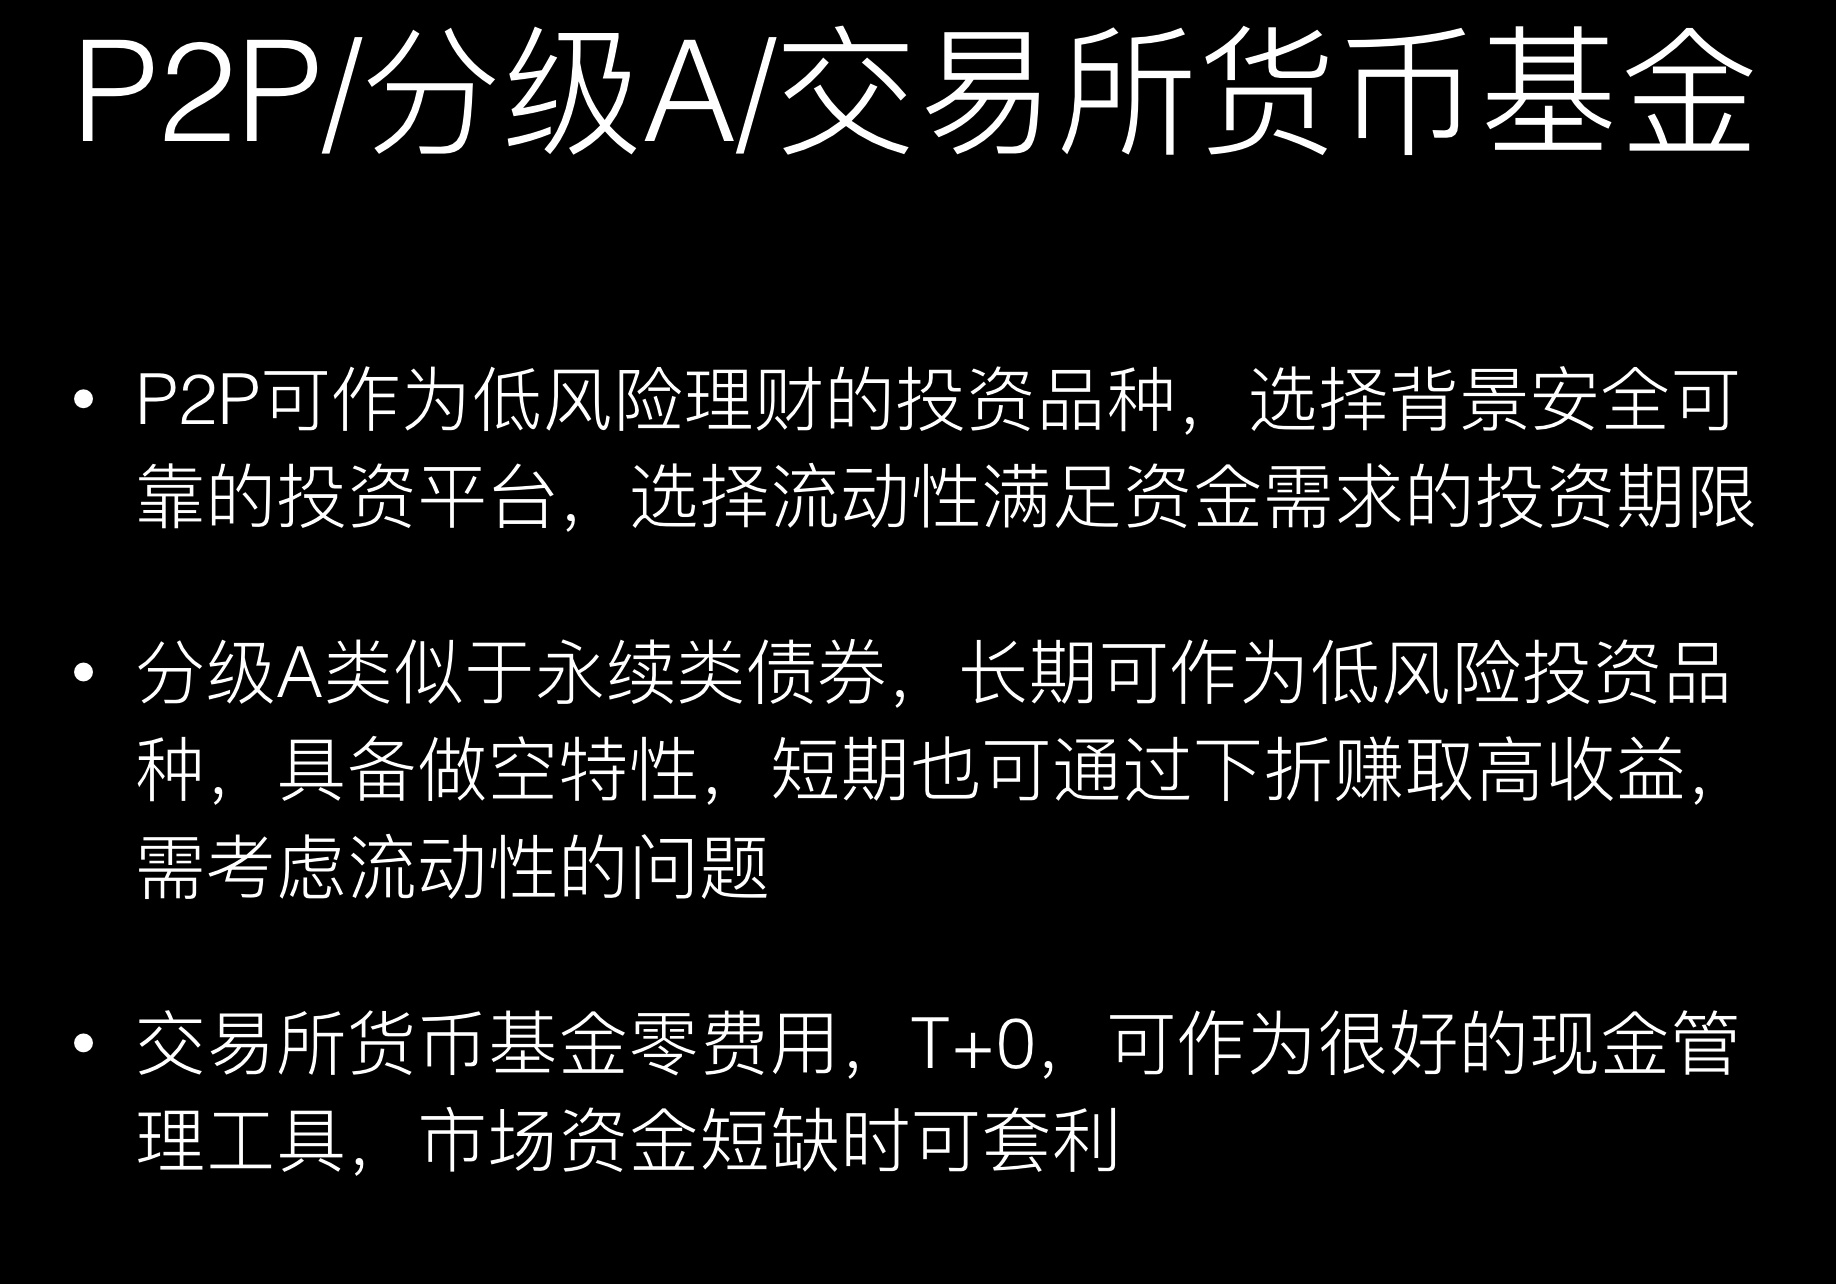 P2P/分级A/交易所货币基金
• P2P可作为低风险理财的投资品种，选择背景安全可
靠的投资平台，选择流动性满足资金需求的投资期限
• 分级A类似于永续类债券，长期可作为低风险投资品
种，具备做空特性，短期也可通过下折赚取高收益，
需考虑流动性的问题
• 交易所货币基金零费用，T+0，可作为很好的现金管
理工具，市场资金短缺时可套利